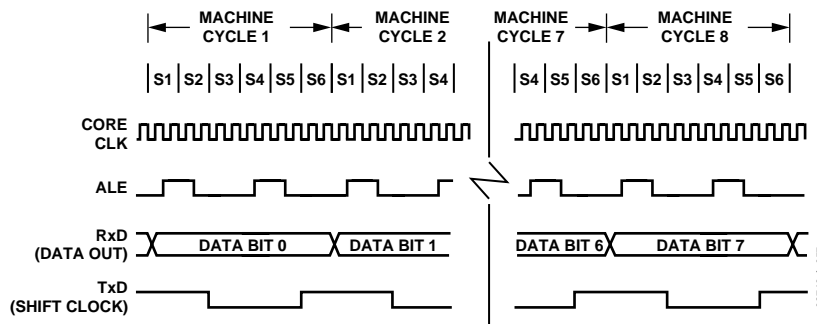 MACHINE CYCLE 1
MACHINE CYCLE 2
MACHINE CYCLE 7
MACHINE CYCLE 8
S1 S2 S3 S4 S5 S6 S1 S2 S3 S4 S4 S5 S6 S1 S2 S3 S4 S5 S6
CORE CLK
ALE
RxD (DATA OUT)
DATA BIT 0 DATA BIT 1 DATA BIT 6 DATA BIT 7
TxD (SHIFT CLOCK)